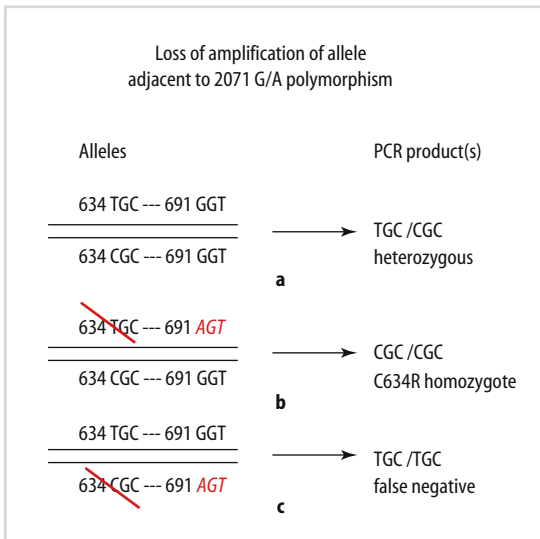 Loss of amplification of allele
adjacent to 2071 G/A polymorphism
Alleles PCR product(s)
634 TGC --- 691 GGT
TGC /CGC
634 CGC --- 691 GGT heterozygous
a
634 TGC --- 691 AGT
CGC /CGC
634 CGC --- 691 GGT C634R homozygote
b
634 TGC --- 691 GGT
TGC /TGC
634 CGC --- 691 AGT false negative
c